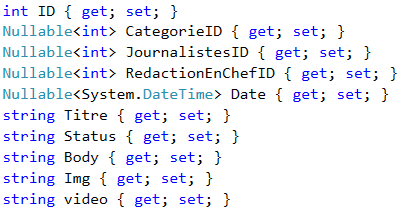 int ID { get; set; }
Nullable<int> CategorieID { get; set; }
Nullable<int> JournalistesID { get; set; }
Nullable<int> RedactionEnChefID { get; set; }
Nullable<System.DateTime> Date { get; set; }
string Titre { get; set; }
string Status { get; set; }
string Body { get; set; }
string Img { get; set; }
string video { get; set; }